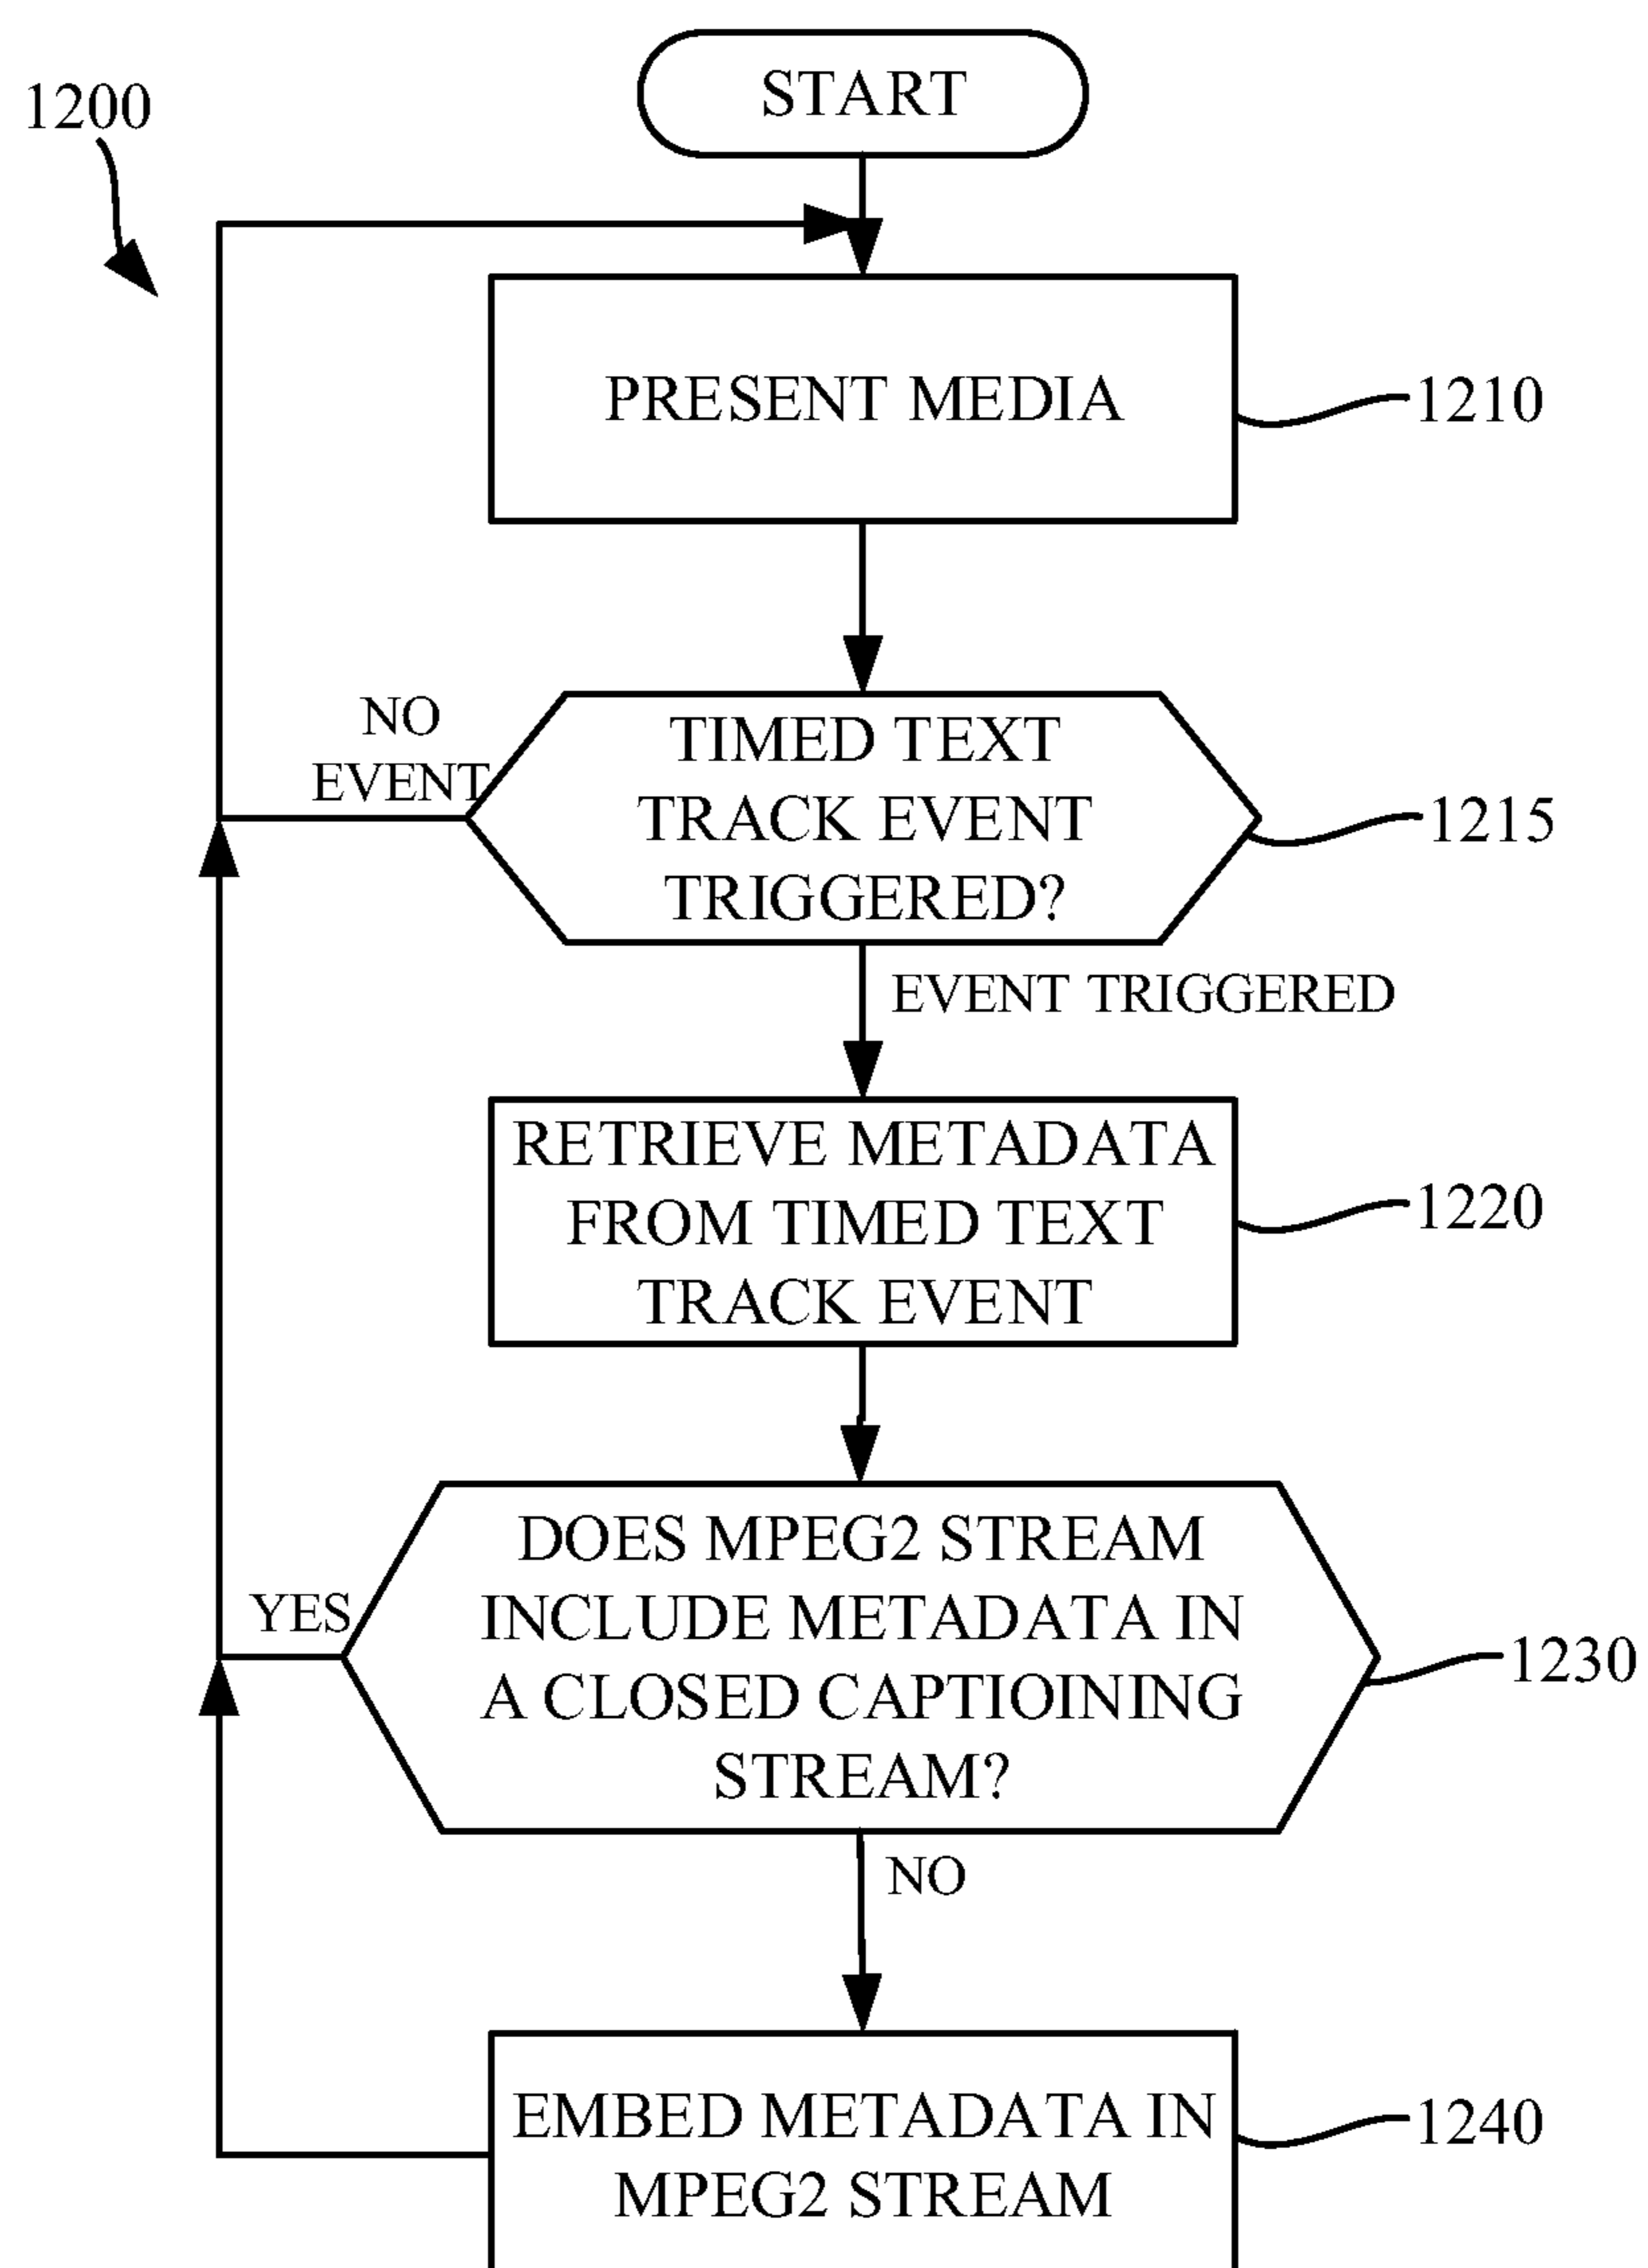 START
1200
PRESENT MEDIA
1210
NO
EVENT
TIMED TEXT
TRACK EVENT
TRIGGERED?
1215
EVENT TRIGGERED
RETRIEVE METADATA
FROM TIMED TEXT
TRACK EVENT
1220
DOES MPEG2 STREAM
INCLUDE METADATA IN
A CLOSED CAPTIOINING
STREAM?
YES
1230
NO
EMBED METADATA IN
MPEG2 STREAM
1240